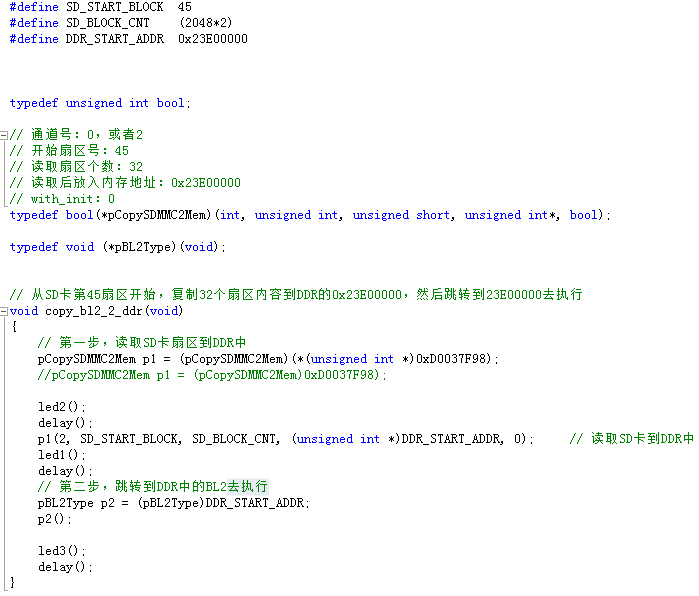 #define SD_START_BLOCK  45
#define SD_BLOCK_CNT    (2048*2)
#define DDR_START_ADDR  0x23E00000
typedef unsigned int bool;
// 通道号：0，或者2
// 开始扇区号：45
// 读取扇区个数：32
// 读取后放入内存地址：0x23E00000
// with_init：0
typedef bool(*pCopySDMMC2Mem)(int, unsigned int, unsigned short, unsigned int*, bool);
typedef void (*pBL2Type)(void);
// 从SD卡第45扇区开始，复制32个扇区内容到DDR的0x23E00000，然后跳转到23E00000去执行
void copy_bl2_2_ddr(void)
{
    // 第一步，读取SD卡扇区到DDR中
    pCopySDMMC2Mem p1 = (pCopySDMMC2Mem)(*(unsigned int *)0xD0037F98);
    //pCopySDMMC2Mem p1 = (pCopySDMMC2Mem)0xD0037F98);
    led2();
    delay();
    p1(2, SD_START_BLOCK, SD_BLOCK_CNT, (unsigned int *)DDR_START_ADDR, 0);     // 读取SD卡到DDR中
    led1();
    delay();
    // 第二步，跳转到DDR中的BL2去执行
    pBL2Type p2 = (pBL2Type)DDR_START_ADDR;
    p2();
    led3();
    delay();
}